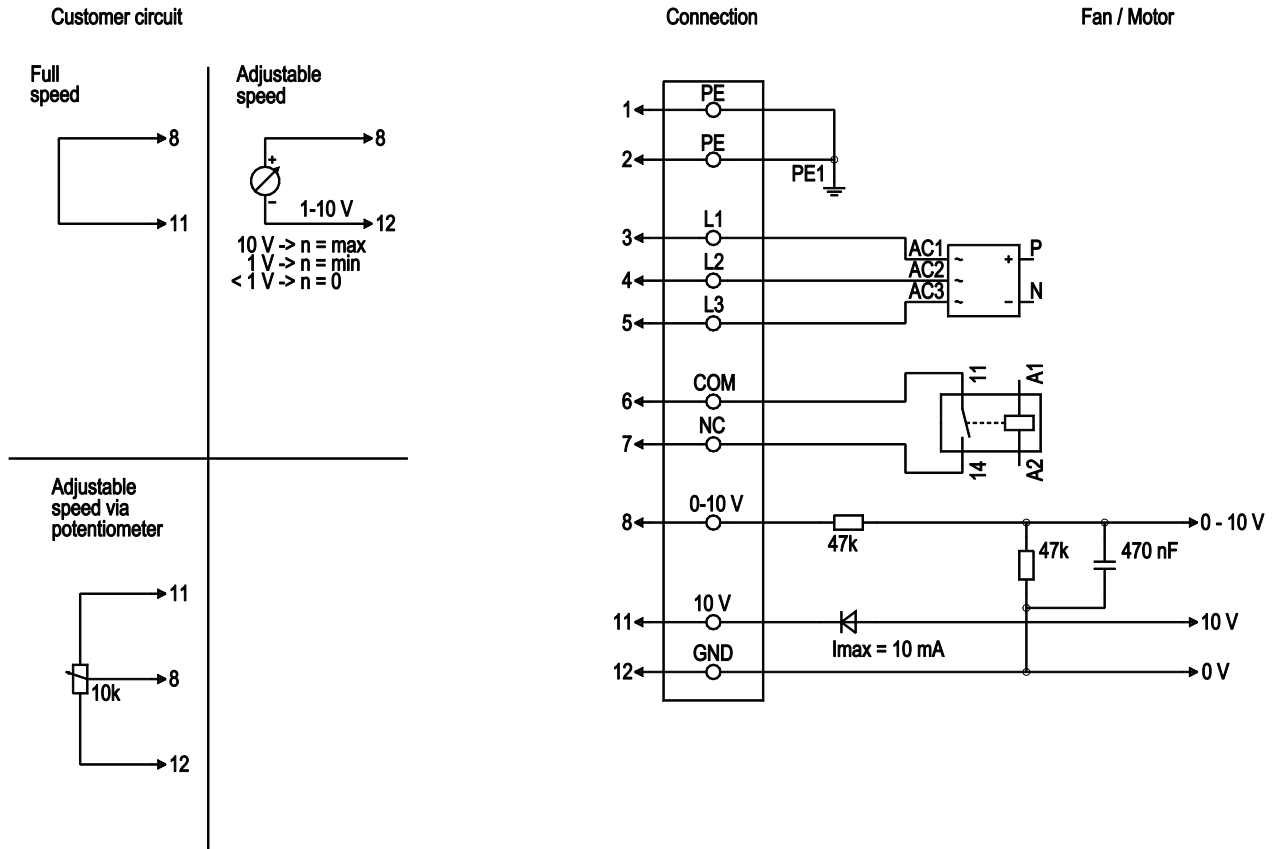 Customer circuit
Connection
Fan / Motor
Full
speed
8
11
Adjustable
speed
+
8
−
1-10 V
12
10 V -> n = max
1 V -> n = min
< 1 V -> n = 0
Adjustable
speed via
potentiometer
11
8
10k
12
1
PE
2
PE
PE1
3
L1
4
L2
5
L3
AC1
~
+
P
AC2
~
AC3
~
−
N
6
COM
7
NC
11
A1
14
A2
8
0-10 V
47k
47k
470 nF
0 - 10 V
11
10 V
Imax = 10 mA
10 V
12
GND
0 V